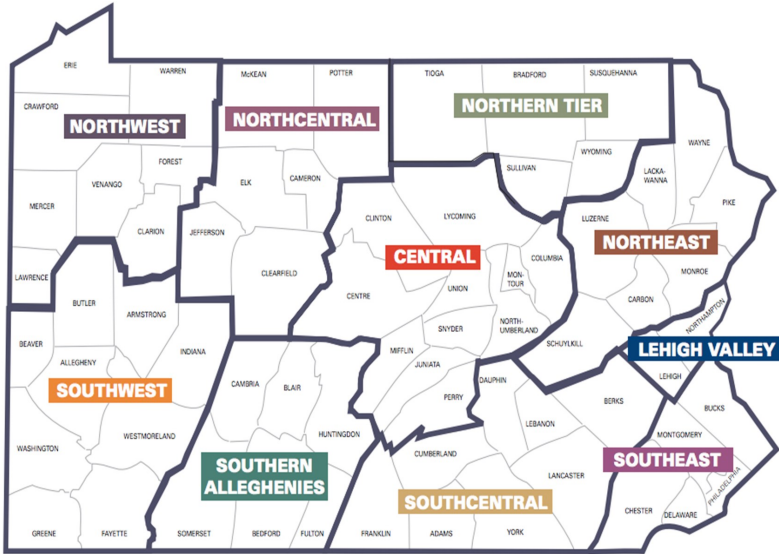 ERIE
WARREN
McKEAN
POTTER
TIOGA
BRADFORD
SUSQUEHANNA
CRAWFORD
NORTHWEST
NORTHCENTRAL
NORTHERN TIER
WAYNE
FOREST
SULLIVAN
WYOMING
LACKA-
WANNA
VENANGO
ELK
CAMERON
MERCER
PIKE
CLARION
JEFFERSON
CLINTON
LYCOMING
LUZERNE
NORTHEAST
CENTRAL
COLUMBIA
LAWRENCE
CLEARFIELD
MON-
TOUR
MONROE
UNION
CENTRE
CARBON
BUTLER
ARMSTRONG
SNYDER
NORTH-
UMBERLAND
NORTHAMPTON
BEAVER
INDIANA
MIFFLIN
SCHUYLKILL
LEHIGH VALLEY
ALLEGHENY
JUNIATA
LEHIGH
SOUTHWEST
CAMBRIA
BLAIR
PERRY
DAUPHIN
BERKS
BUCKS
LEBANON
WESTMORELAND
HUNTINGDON
MONTGOMERY
WASHINGTON
CUMBERLAND
SOUTHEAST
SOUTHERN
ALLEGHENIES
LANCASTER
PHILADELPHIA
SOUTHCENTRAL
CHESTER
DELAWARE
GREENE
FAYETTE
SOMERSET
BEDFORD
FULTON
FRANKLIN
ADAMS
YORK